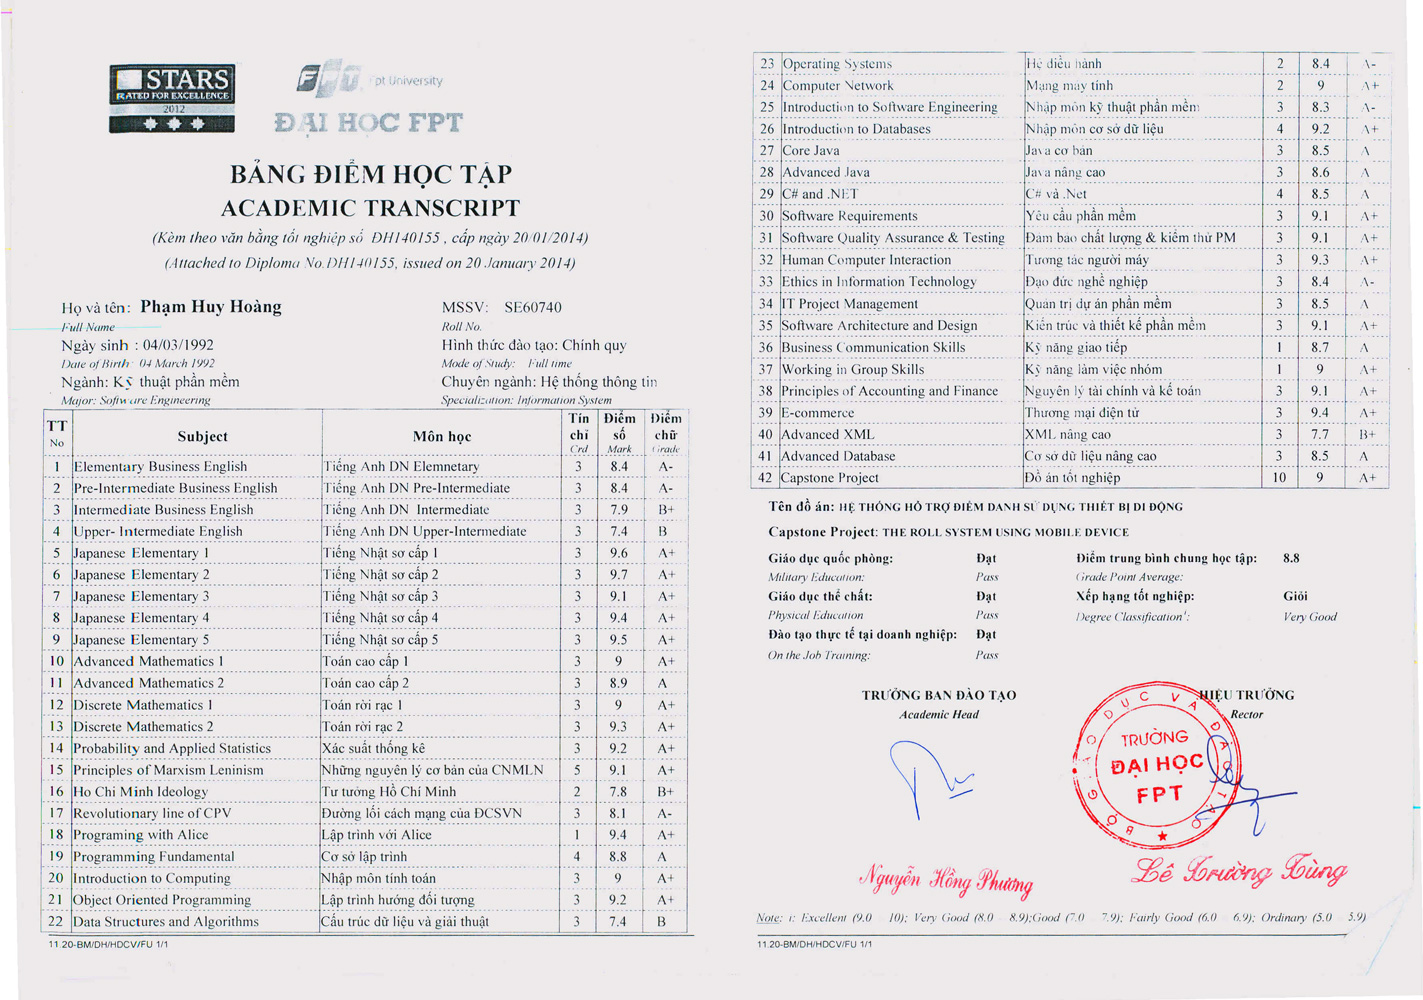 STARS
RATED FOR EXCELLENCE
2012
FPT Fpt University
ĐẠI HỌC FPT
BẢNG ĐIỂM HỌC TẬP
ACADEMIC TRANSCRIPT
(Kèm theo văn bằng tốt nghiệp số ĐH140155 , cấp ngày 20/01/2014)
(Attached to Diploma No.DH140155, issued on 20 January 2014)
Họ và tên: Phạm Huy Hoàng MSSV: SE60740
Full Name Roll No.
Ngày sinh : 04/03/1992 Hình thức đào tạo: Chính quy
Date of Birth 04 March 1992 Mode of Study: Full time
Ngành: Kỹ thuật phần mềm Chuyên ngành: Hệ thống thông tin
Major: Software Engineering Specialization: Information System
TT No Subject Môn học Tín chỉ Crd Điểm số Mark Điểm chữ Grade
1 Elementary Business English Tiếng Anh DN Elemnetary 3 8.4 A-
2 Pre-Intermediate Business English Tiếng Anh DN Pre-Intermediate 3 8.4 A-
3 Intermediate Business English Tiếng Anh DN Intermediate 3 7.9 B+
4 Upper- Intermediate English Tiếng Anh DN Upper-Intermediate 3 7.4 B
5 Japanese Elementary 1 Tiếng Nhật sơ cấp 1 3 9.6 A+
6 Japanese Elementary 2 Tiếng Nhật sơ cấp 2 3 9.7 A+
7 Japanese Elementary 3 Tiếng Nhật sơ cấp 3 3 9.1 A+
8 Japanese Elementary 4 Tiếng Nhật sơ cấp 4 3 9.4 A+
9 Japanese Elementary 5 Tiếng Nhật sơ cấp 5 3 9.5 A+
10 Advanced Mathematics 1 Toán cao cấp 1 3 9 A+
11 Advanced Mathematics 2 Toán cao cấp 2 3 8.9 A
12 Discrete Mathematics 1 Toán rời rạc 1 3 9 A+
13 Discrete Mathematics 2 Toán rời rạc 2 3 9.3 A+
14 Probability and Applied Statistics Xác suất thống kê 3 9.2 A+
15 Principles of Marxism Leninism Những nguyên lý cơ bản của CNMLN 5 9.1 A+
16 Ho Chi Minh Ideology Tư tưởng Hồ Chí Minh 2 7.8 B+
17 Revolutionary line of CPV Đường lối cách mạng của ĐCSVN 3 8.1 A-
18 Programing with Alice Lập trình với Alice 1 9.4 A+
19 Programming Fundamental Cơ sở lập trình 4 8.8 A
20 Introduction to Computing Nhập môn tính toán 3 9 A+
21 Object Oriented Programming Lập trình hướng đối tượng 3 9.2 A+
22 Data Structures and Algorithms Cấu trúc dữ liệu và giải thuật 3 7.4 B
11.20-BM/DH/HDCV/FU 1/1
23 Operating Systems Hệ điều hành 2 8.4 A-
24 Computer Network Mạng máy tính 2 9 A+
25 Introduction to Software Engineering Nhập môn kỹ thuật phần mềm 3 8.3 A-
26 Introduction to Databases Nhập môn cơ sở dữ liệu 4 9.2 A+
27 Core Java Java cơ bản 3 8.5 A
28 Advanced Java Java nâng cao 3 8.6 A
29 C# and .NET C# và .Net 4 8.5 A
30 Software Requirements Yêu cầu phần mềm 3 9.1 A+
31 Software Quality Assurance & Testing Đảm bảo chất lượng & kiểm thử PM 3 9.1 A+
32 Human Computer Interaction Tương tác người máy 3 9.3 A+
33 Ethics in Information Technology Đạo đức nghề nghiệp 3 8.4 A-
34 IT Project Management Quản trị dự án phần mềm 3 8.5 A
35 Software Architecture and Design Kiến trúc và thiết kế phần mềm 3 9.1 A+
36 Business Communication Skills Kỹ năng giao tiếp 1 8.7 A
37 Working in Group Skills Kỹ năng làm việc nhóm 1 9 A+
38 Principles of Accounting and Finance Nguyên lý tài chính và kế toán 3 9.1 A+
39 E-commerce Thương mại điện tử 3 9.4 A+
40 Advanced XML XML nâng cao 3 7.7 B+
41 Advanced Database Cơ sở dữ liệu nâng cao 3 8.5 A
42 Capstone Project Đồ án tốt nghiệp 10 9 A+
Tên đồ án: HỆ THỐNG HỖ TRỢ ĐIỂM DANH SỬ DỤNG THIẾT BỊ DI ĐỘNG
Capstone Project: THE ROLL SYSTEM USING MOBILE DEVICE
Giáo dục quốc phòng: Đạt Điểm trung bình chung học tập: 8.8
Military Education: Pass Grade Point Average:
Giáo dục thể chất: Đạt Xếp hạng tốt nghiệp: Giỏi
Physical Education Pass Degree Classification¹: Very Good
Đào tạo thực tế tại doanh nghiệp: Đạt
On the Job Training: Pass
TRƯỞNG BAN ĐÀO TẠO HIỆU TRƯỞNG
Academic Head Rector
BỘ GIÁO DỤC VÀ ĐÀO TẠO
TRƯỜNG
ĐẠI HỌC
FPT
Nguyễn Hồng Phương Lê Trường Tùng
Note: 1: Excellent (9.0 10); Very Good (8.0 8.9);Good (7.0 7.9); Fairly Good (6.0 6.9); Ordinary (5.0 5.9)
11.20-BM/DH/HDCV/FU 1/1